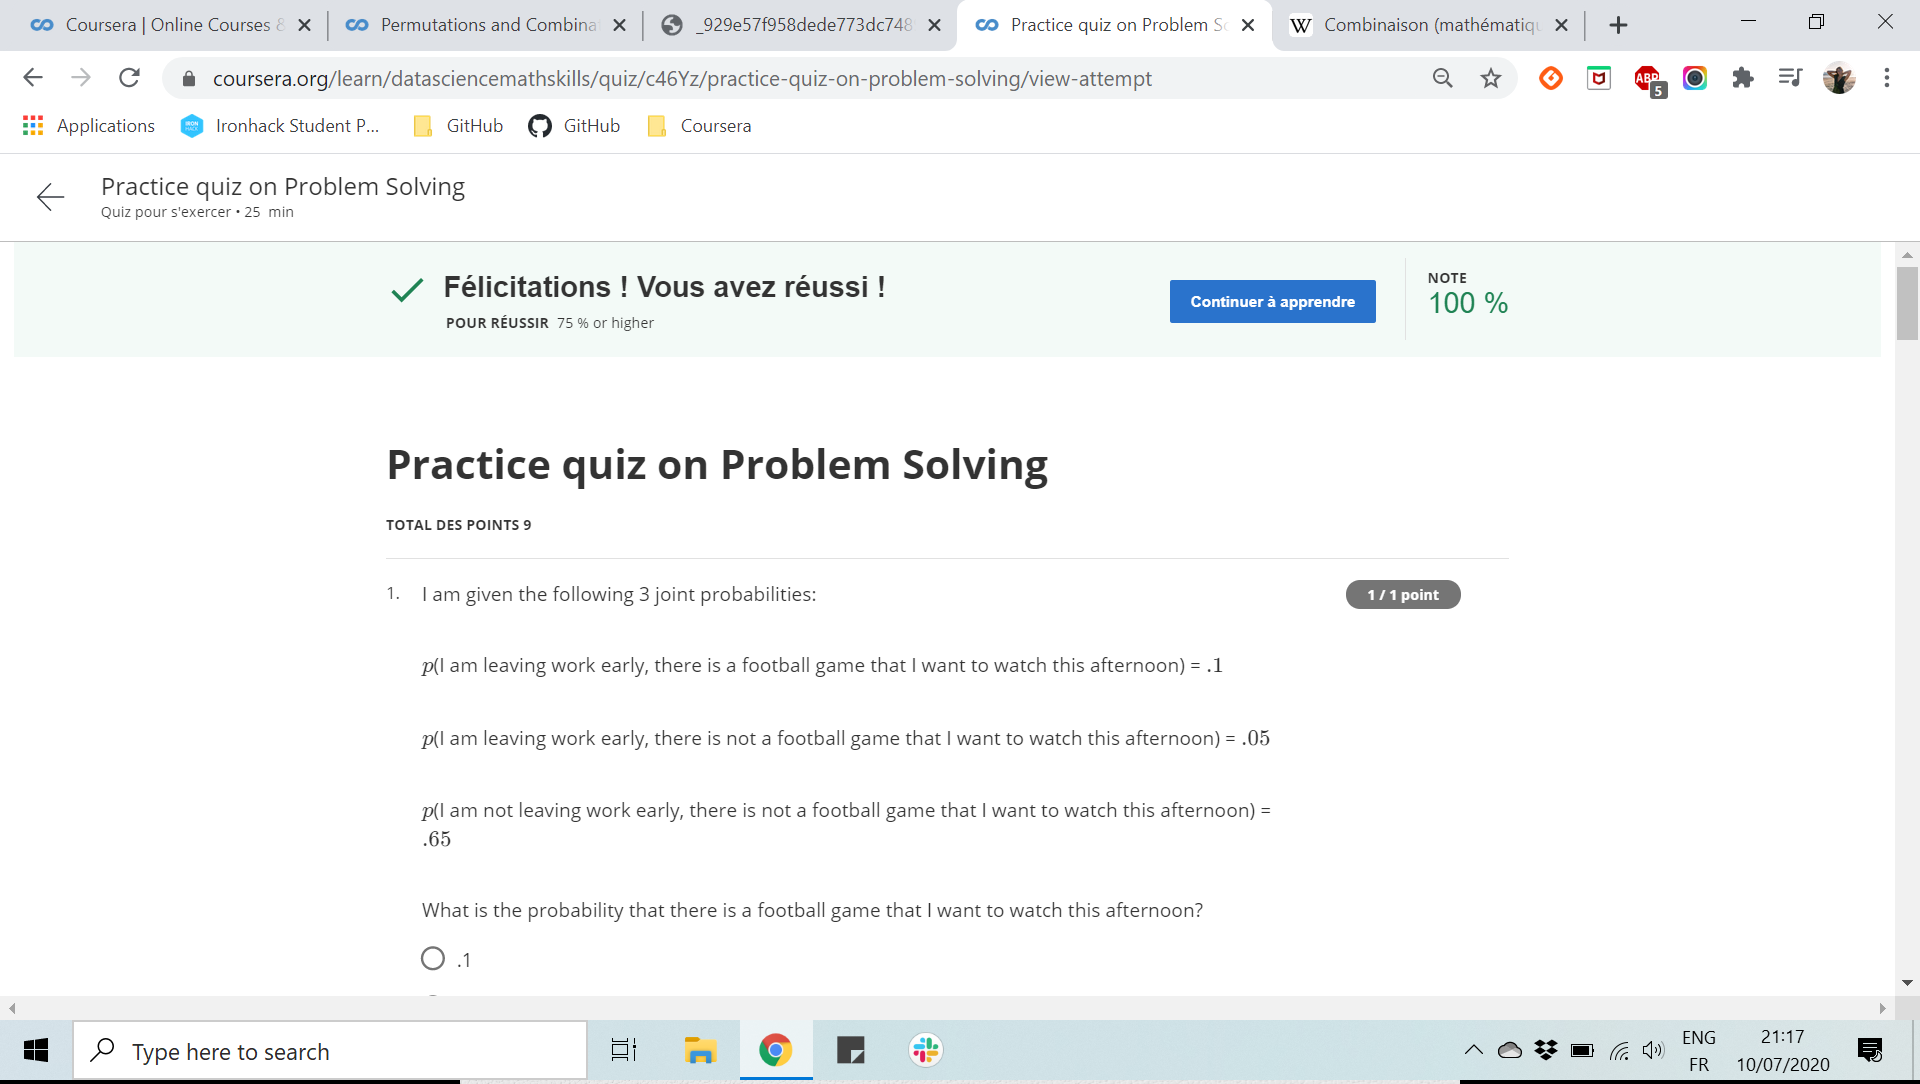 Coursera | Online Courses &
Permutations and Combina
_929e57f958dede773dc748
Practice quiz on Problem So
W Combinaison (mathématiqu
coursera.org/learn/datasciencemathskills/quiz/c46Yz/practice-quiz-on-problem-solving/view-attempt
ABP
5
Applications
IRON HACK
Ironhack Student P...
GitHub
GitHub
Coursera
Practice quiz on Problem Solving
Quiz pour s'exercer • 25 min
Félicitations ! Vous avez réussi !
POUR RÉUSSIR 75 % or higher
Continuer à apprendre
NOTE
100 %
Practice quiz on Problem Solving
TOTAL DES POINTS 9
1. I am given the following 3 joint probabilities:
1 / 1 point
p(I am leaving work early, there is a football game that I want to watch this afternoon) = .1
p(I am leaving work early, there is not a football game that I want to watch this afternoon) = .05
p(I am not leaving work early, there is not a football game that I want to watch this afternoon) =
.65
What is the probability that there is a football game that I want to watch this afternoon?
.1
Type here to search
ENG
FR
21:17
10/07/2020